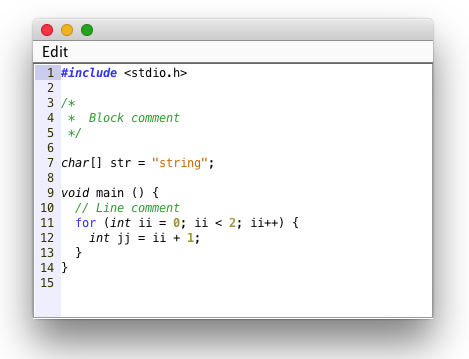 Edit
1 #include <stdio.h>
2
3 /*
4  *  Block comment
5  */
6
7 char[] str = "string";
8
9 void main () {
10   // Line comment
11   for (int ii = 0; ii < 2; ii++) {
12     int jj = ii + 1;
13   }
14 }
15